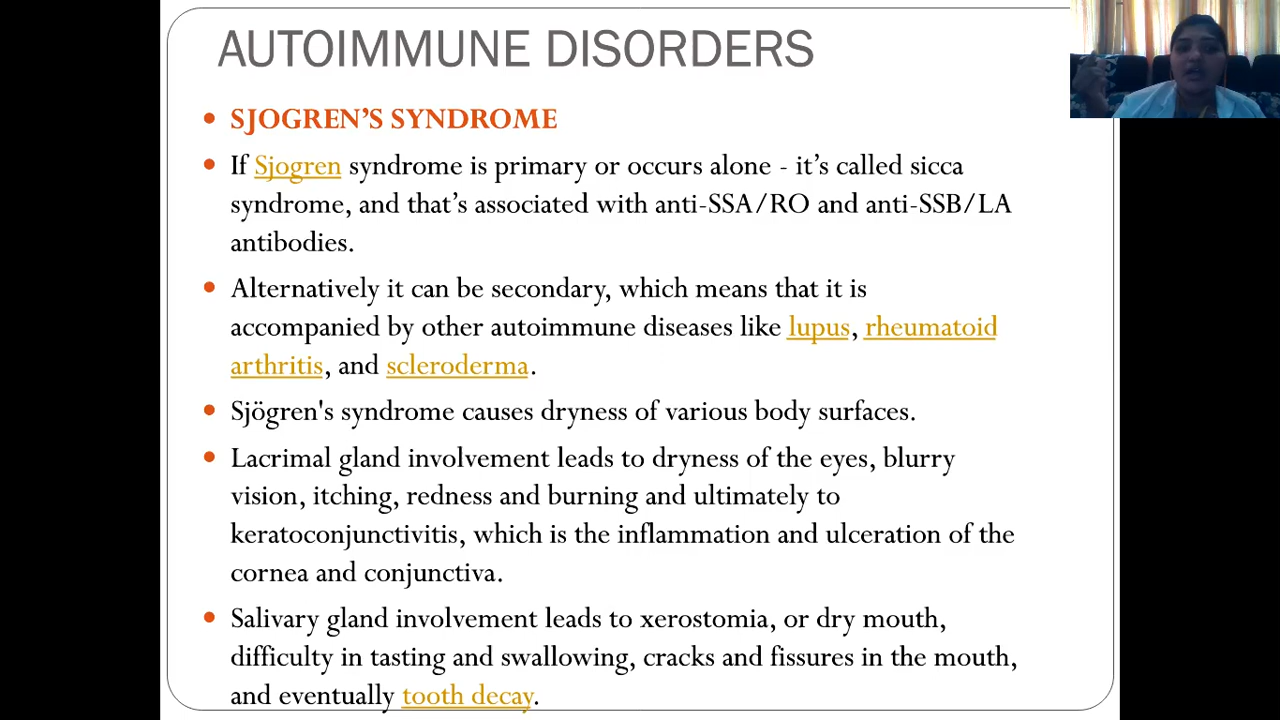 AUTOIMMUNE DISORDERS
• SJOGREN’S SYNDROME
• If Sjogren syndrome is primary or occurs alone - it’s called sicca
syndrome, and that’s associated with anti-SSA/RO and anti-SSB/LA
antibodies.
• Alternatively it can be secondary, which means that it is
accompanied by other autoimmune diseases like lupus, rheumatoid
arthritis, and scleroderma.
• Sjögren's syndrome causes dryness of various body surfaces.
• Lacrimal gland involvement leads to dryness of the eyes, blurry
vision, itching, redness and burning and ultimately to
keratoconjunctivitis, which is the inflammation and ulceration of the
cornea and conjunctiva.
• Salivary gland involvement leads to xerostomia, or dry mouth,
difficulty in tasting and swallowing, cracks and fissures in the mouth,
and eventually tooth decay.